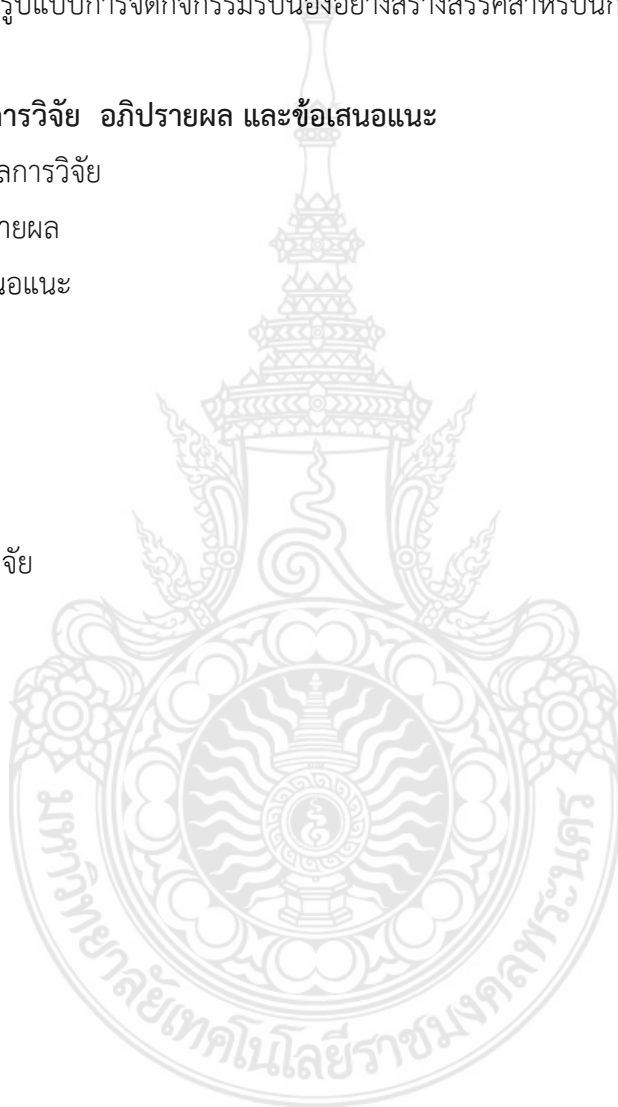 รูปแบบการจัดกิจกรรมรับน้องอย่างสร้างสรรค์สำหรับนัก
การวิจัย อภิปรายผล และข้อเสนอแนะ
ลการวิจัย
ายผล
นอแนะ
จัย
มหาวิทยาลัยเทคโนโลยีราชมงคลพระนคร